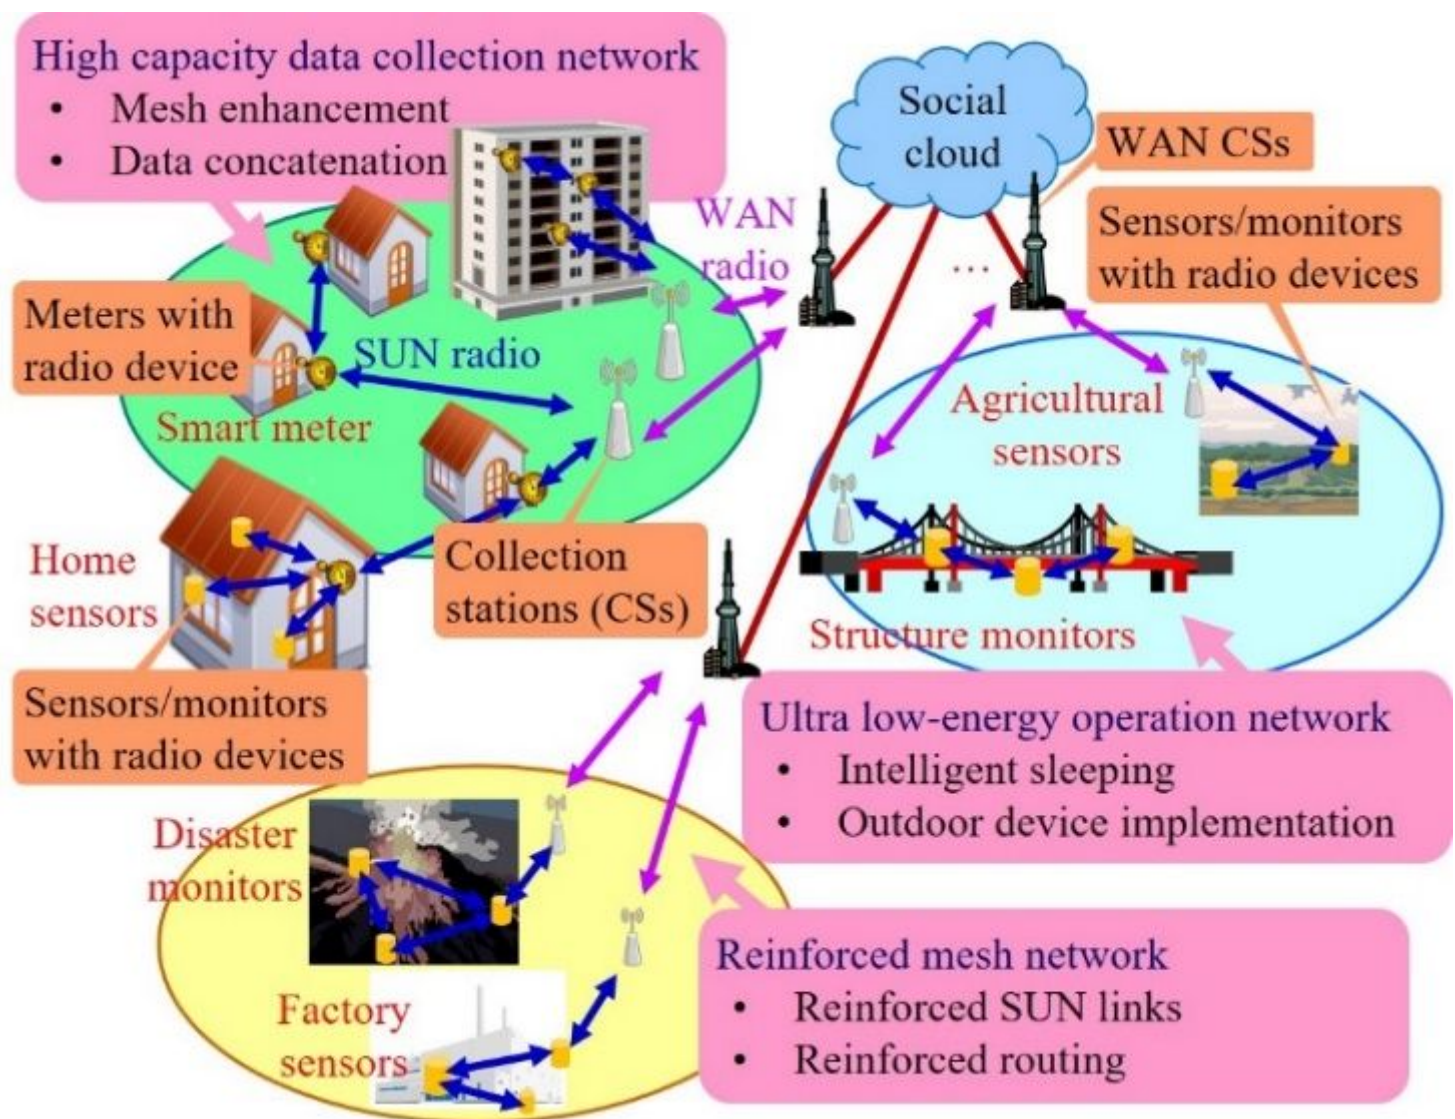 High capacity data collection network
• Mesh enhancement
• Data concatenation
Social
cloud
WAN CSs
WAN
radio
Sensors/monitors
with radio devices
...
Meters with
radio device
SUN radio
Smart meter
Agricultural
sensors
Home
sensors
Collection
stations (CSs)
Structure monitors
Sensors/monitors
with radio devices
Ultra low-energy operation network
• Intelligent sleeping
• Outdoor device implementation
Disaster
monitors
Reinforced mesh network
• Reinforced SUN links
• Reinforced routing
Factory
sensors